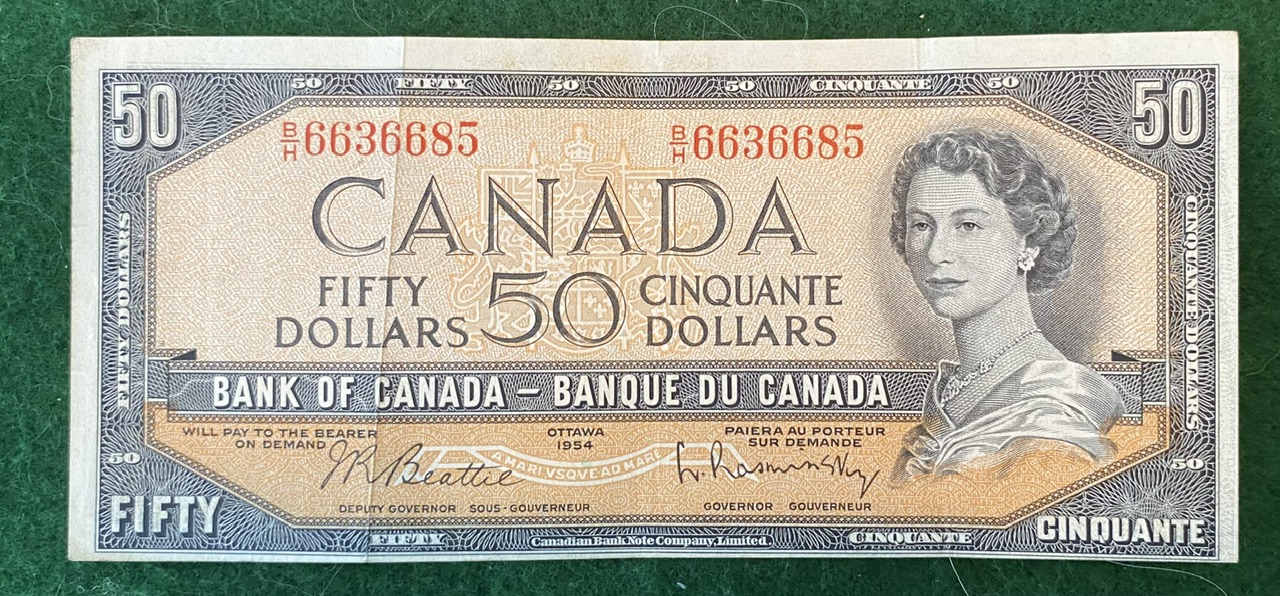 50 FIFTY 50 50 CINQUANTE 50
50 50
B/H 6636685 B/H 6636685
CANADA
FIFTY DOLLARS 50 CINQUANTE DOLLARS
FIFTY DOLLARS
CINQUANTE DOLLARS
BANK OF CANADA – BANQUE DU CANADA
WILL PAY TO THE BEARER ON DEMAND
OTTAWA
1954
PAIERA AU PORTEUR SUR DEMANDE
JR Beattie
A MARI VSQVE AD MARE
L. Rasminsky
50 50
DEPUTY GOVERNOR SOUS-GOUVERNEUR
GOVERNOR GOUVERNEUR
FIFTY CINQUANTE
FIFTY Canadian Bank Note Company, Limited. CINQUANTE